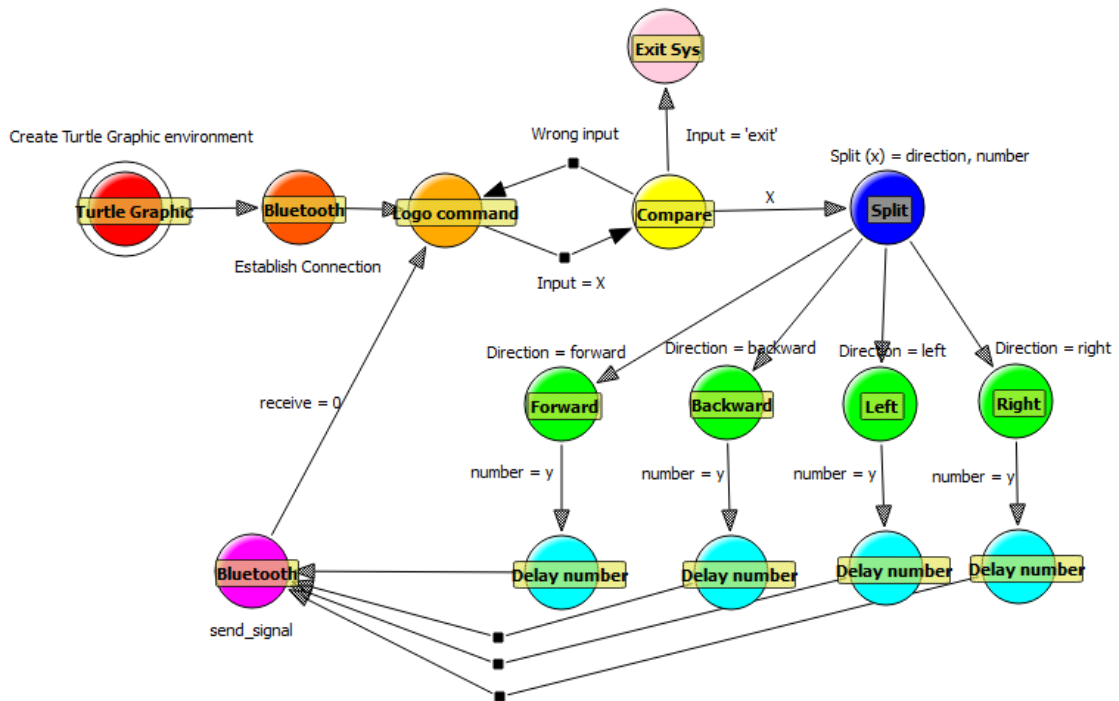 Exit Sys
Create Turtle Graphic environment
Wrong input
Input = 'exit'
Split (x) = direction, number
Turtle Graphic
Bluetooth
Logo command
Compare
X
Split
Establish Connection
Input = X
Direction = forward
Direction = backward
Direction = left
Direction = right
receive = 0
Forward
Backward
Left
Right
number = y
number = y
number = y
number = y
Bluetooth
Delay number
Delay number
Delay number
Delay number
send_signal